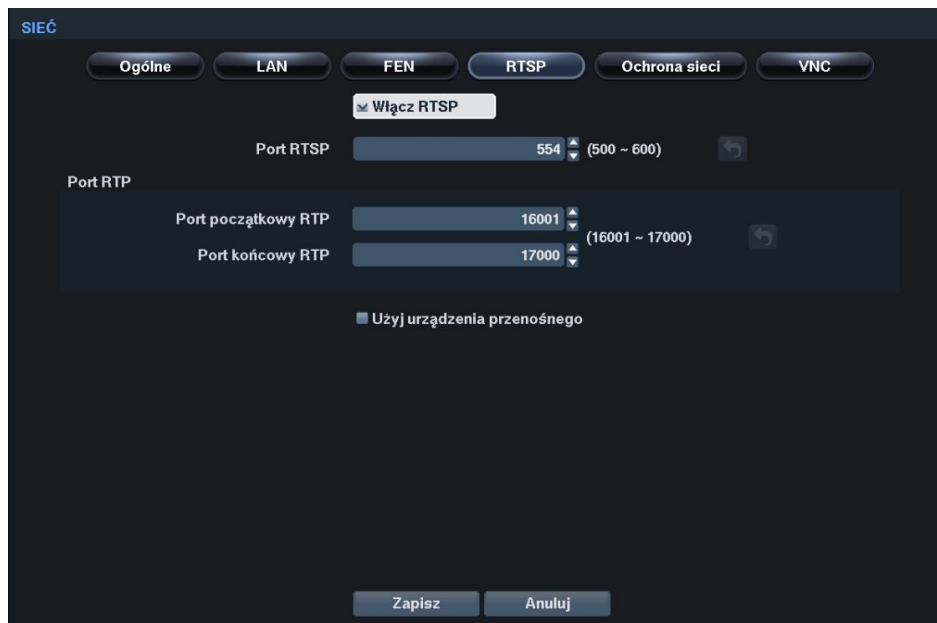 SIEĆ
Ogólne LAN FEN RTSP Ochrona sieci VNC
Włącz RTSP
Port RTSP 554 (500 ~ 600)
Port RTP
Port początkowy RTP 16001
(16001 ~ 17000)
Port końcowy RTP 17000
Użyj urządzenia przenośnego
Zapisz Anuluj